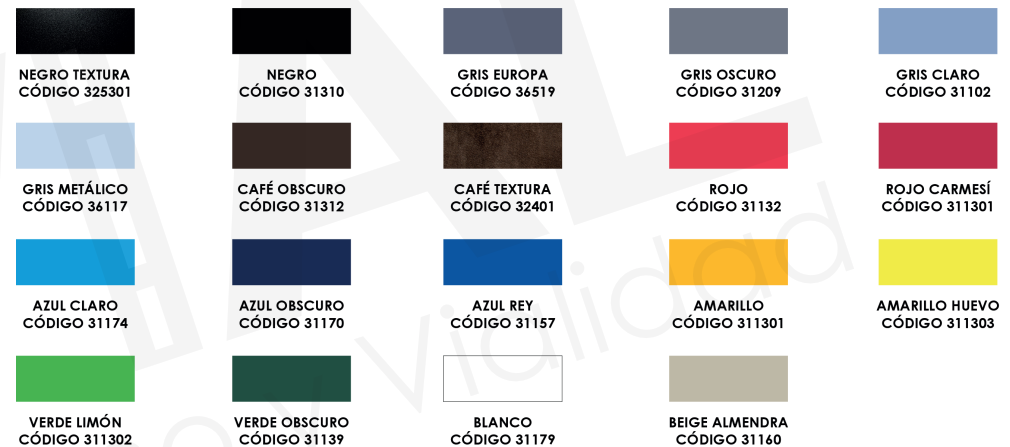 NEGRO TEXTURA
CÓDIGO 325301
NEGRO
CÓDIGO 31310
GRIS EUROPA
CÓDIGO 36519
GRIS OSCURO
CÓDIGO 31209
GRIS CLARO
CÓDIGO 31102
GRIS METÁLICO
CÓDIGO 36117
CAFÉ OBSCURO
CÓDIGO 31312
CAFÉ TEXTURA
CÓDIGO 32401
ROJO
CÓDIGO 31132
ROJO CARMESÍ
CÓDIGO 311301
AZUL CLARO
CÓDIGO 31174
AZUL OBSCURO
CÓDIGO 31170
AZUL REY
CÓDIGO 31157
AMARILLO
CÓDIGO 311301
AMARILLO HUEVO
CÓDIGO 311303
VERDE LIMÓN
CÓDIGO 311302
VERDE OBSCURO
CÓDIGO 31139
BLANCO
CÓDIGO 31179
BEIGE ALMENDRA
CÓDIGO 31160
y Vialidad